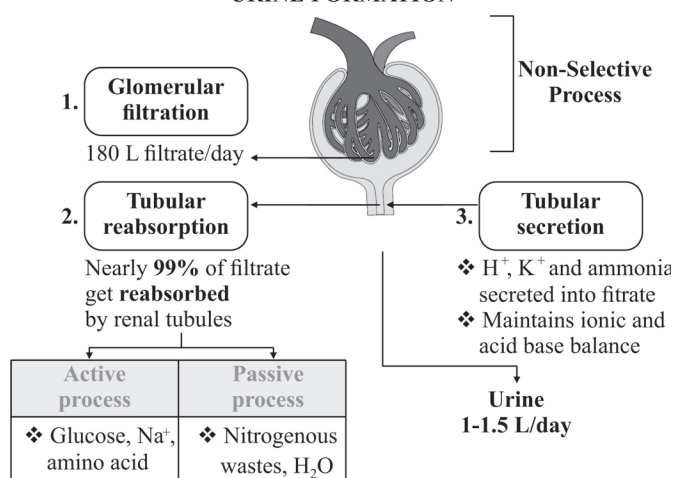 URINE FORMATION
1.
Glomerular
filtration
Non-Selective
Process
180 L filtrate/day
2.
Tubular
reabsorption
3.
Tubular
secretion
Nearly 99% of filtrate
get reabsorbed
by renal tubules
❖ H⁺, K⁺ and ammonia
secreted into fitrate
❖ Maintains ionic and
acid base balance
Active
process
Passive
process
❖ Glucose, Na⁺,
amino acid
❖ Nitrogenous
wastes, H₂O
Urine
1-1.5 L/day